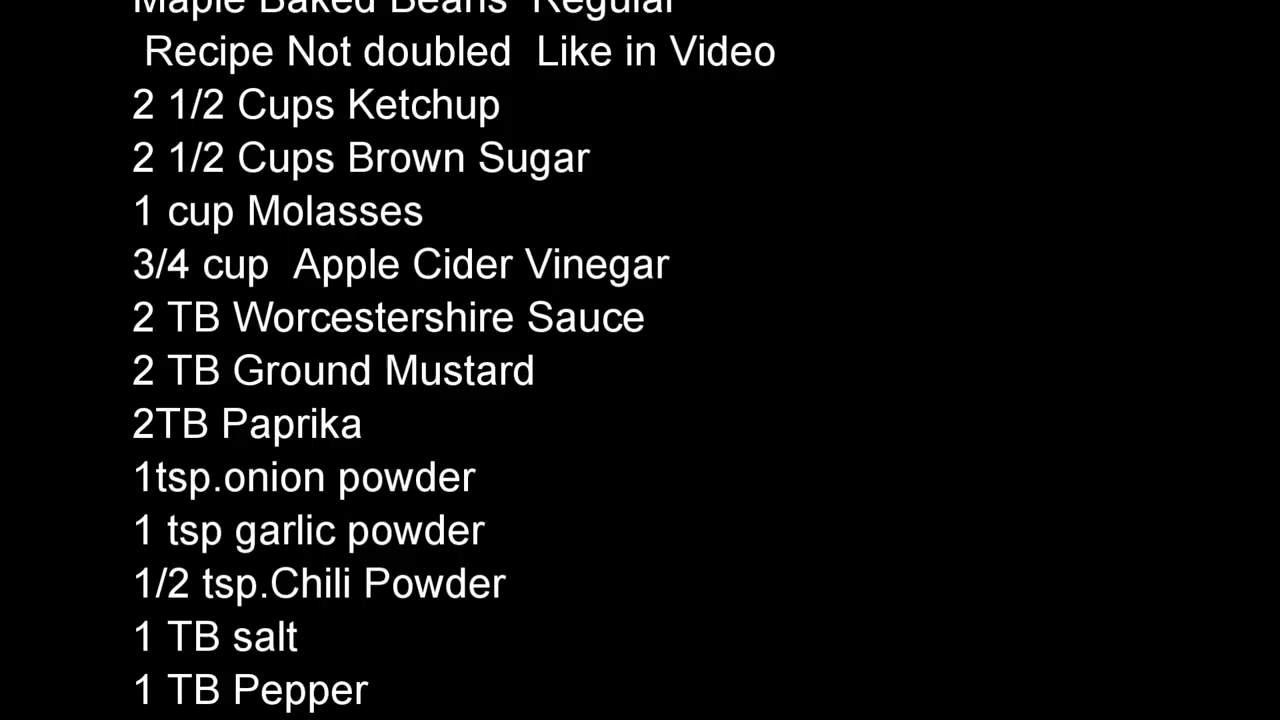 Maple Baked Beans  Regular
Recipe Not doubled  Like in Video
2 1/2 Cups Ketchup
2 1/2 Cups Brown Sugar
1 cup Molasses
3/4 cup  Apple Cider Vinegar
2 TB Worcestershire Sauce
2 TB Ground Mustard
2TB Paprika
1tsp.onion powder
1 tsp garlic powder
1/2 tsp.Chili Powder
1 TB salt
1 TB Pepper